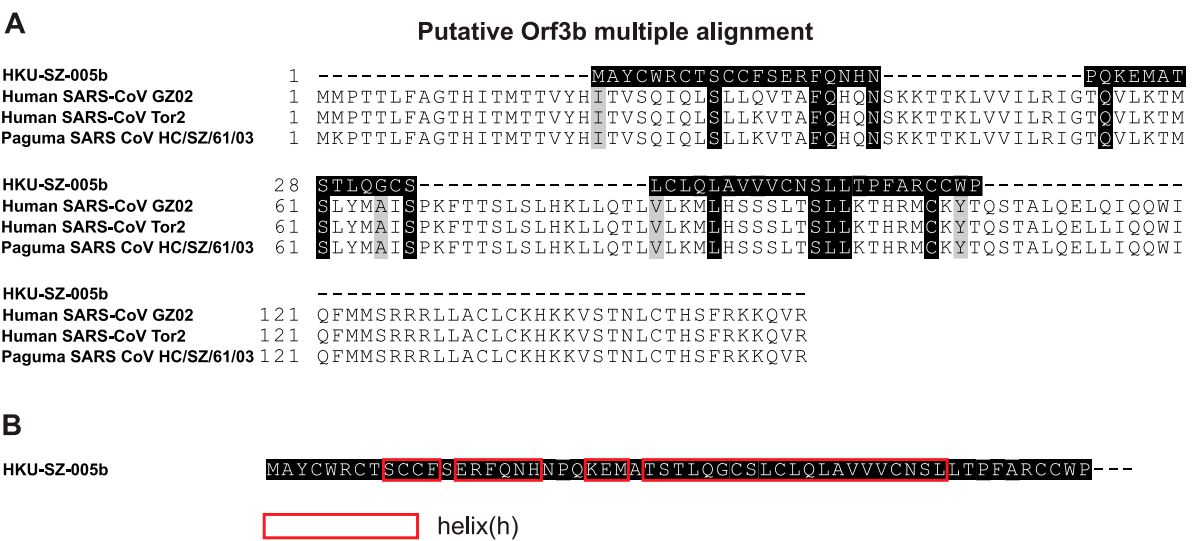 A
Putative Orf3b multiple alignment
HKU-SZ-005b 1 -------------------MAYCWRCTSCCFSERFQNHN--------------PQKEMAT
Human SARS-CoV GZ02 1 MMPTTLFAGTHITMTTVYHITVSQIQLSLLQVTAFQHQNSKKTTKLVVILRIGTQVLKTM
Human SARS-CoV Tor2 1 MMPTTLFAGTHITMTTVYHITVSQIQLSLLKVTAFQHQNSKKTTKLVVILRIGTQVLKTM
Paguma SARS CoV HC/SZ/61/03 1 MKPTTLFAGTHITMTTVYHITVSQIQLSLLKVTAFQHQNSKKTTKLVVILRIGTQVLKTM
HKU-SZ-005b 28 STLQGCS----------------LCLQLAVVVCNSLLTPFARCCWP--------------
Human SARS-CoV GZ02 61 SLYMAISPKFTTSLSLHKLLQTLVLKMLHSSSLTSLLKTHRMCKYTQSTALQELQIQQWI
Human SARS-CoV Tor2 61 SLYMAISPKFTTSLSLHKLLQTLVLKMLHSSSLTSLLKTHRMCKYTQSTALQELLIQQWI
Paguma SARS CoV HC/SZ/61/03 61 SLYMAISPKFTTSLSLHKLLQTLVLKMLHSSSLTSLLKTHRMCKYTQSTALQELLIQQWI
HKU-SZ-005b ----------------------------------
Human SARS-CoV GZ02 121 QFMMSRRRLLACLCKHKKVSTNLCTHSFRKKQVR
Human SARS-CoV Tor2 121 QFMMSRRRLLACLCKHKKVSTNLCTHSFRKKQVR
Paguma SARS CoV HC/SZ/61/03 121 QFMMSRRRLLACLCKHKKVSTNLCTHSFRKKQVR
B
HKU-SZ-005b MAYCWRCTSCCFSERFQNHNPQKEMATSTLQGCSLCLQLAVVVCNSLLTPFARCCWP---
helix(h)